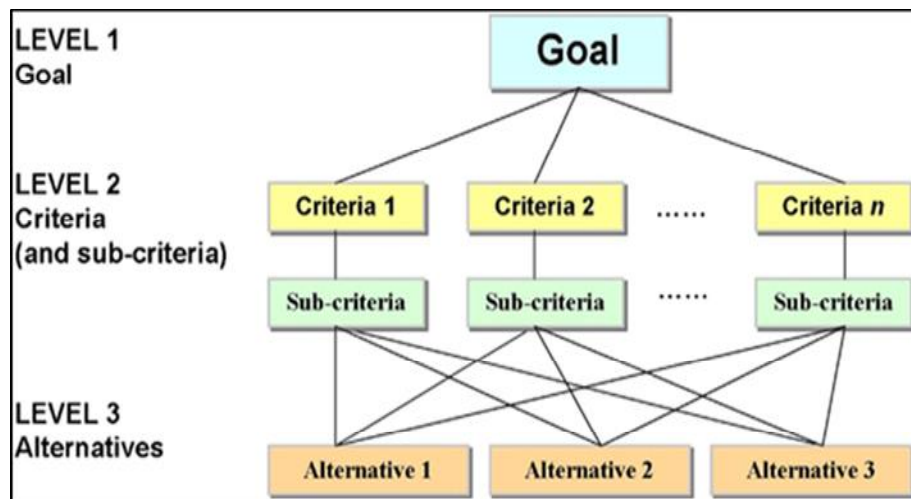 LEVEL 1
Goal
Goal
LEVEL 2
Criteria
(and sub-criteria)
Criteria 1
Criteria 2
......
Criteria n
Sub-criteria
Sub-criteria
......
Sub-criteria
LEVEL 3
Alternatives
Alternative 1
Alternative 2
Alternative 3